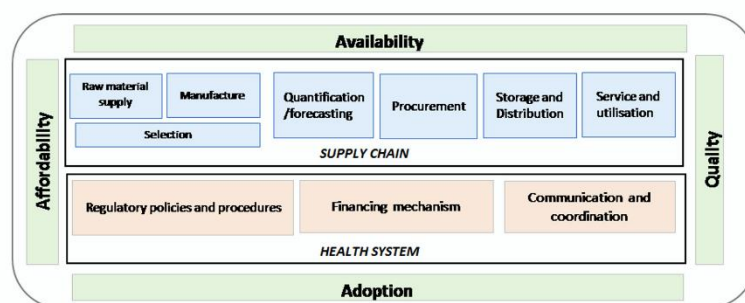 Availability
Affordability
Raw material
supply
Manufacture
Selection
Quantification
/forecasting
Procurement
Storage and
Distribution
Service and
utilisation
SUPPLY CHAIN
Quality
Regulatory policies and procedures
Financing mechanism
Communication and
coordination
HEALTH SYSTEM
Adoption